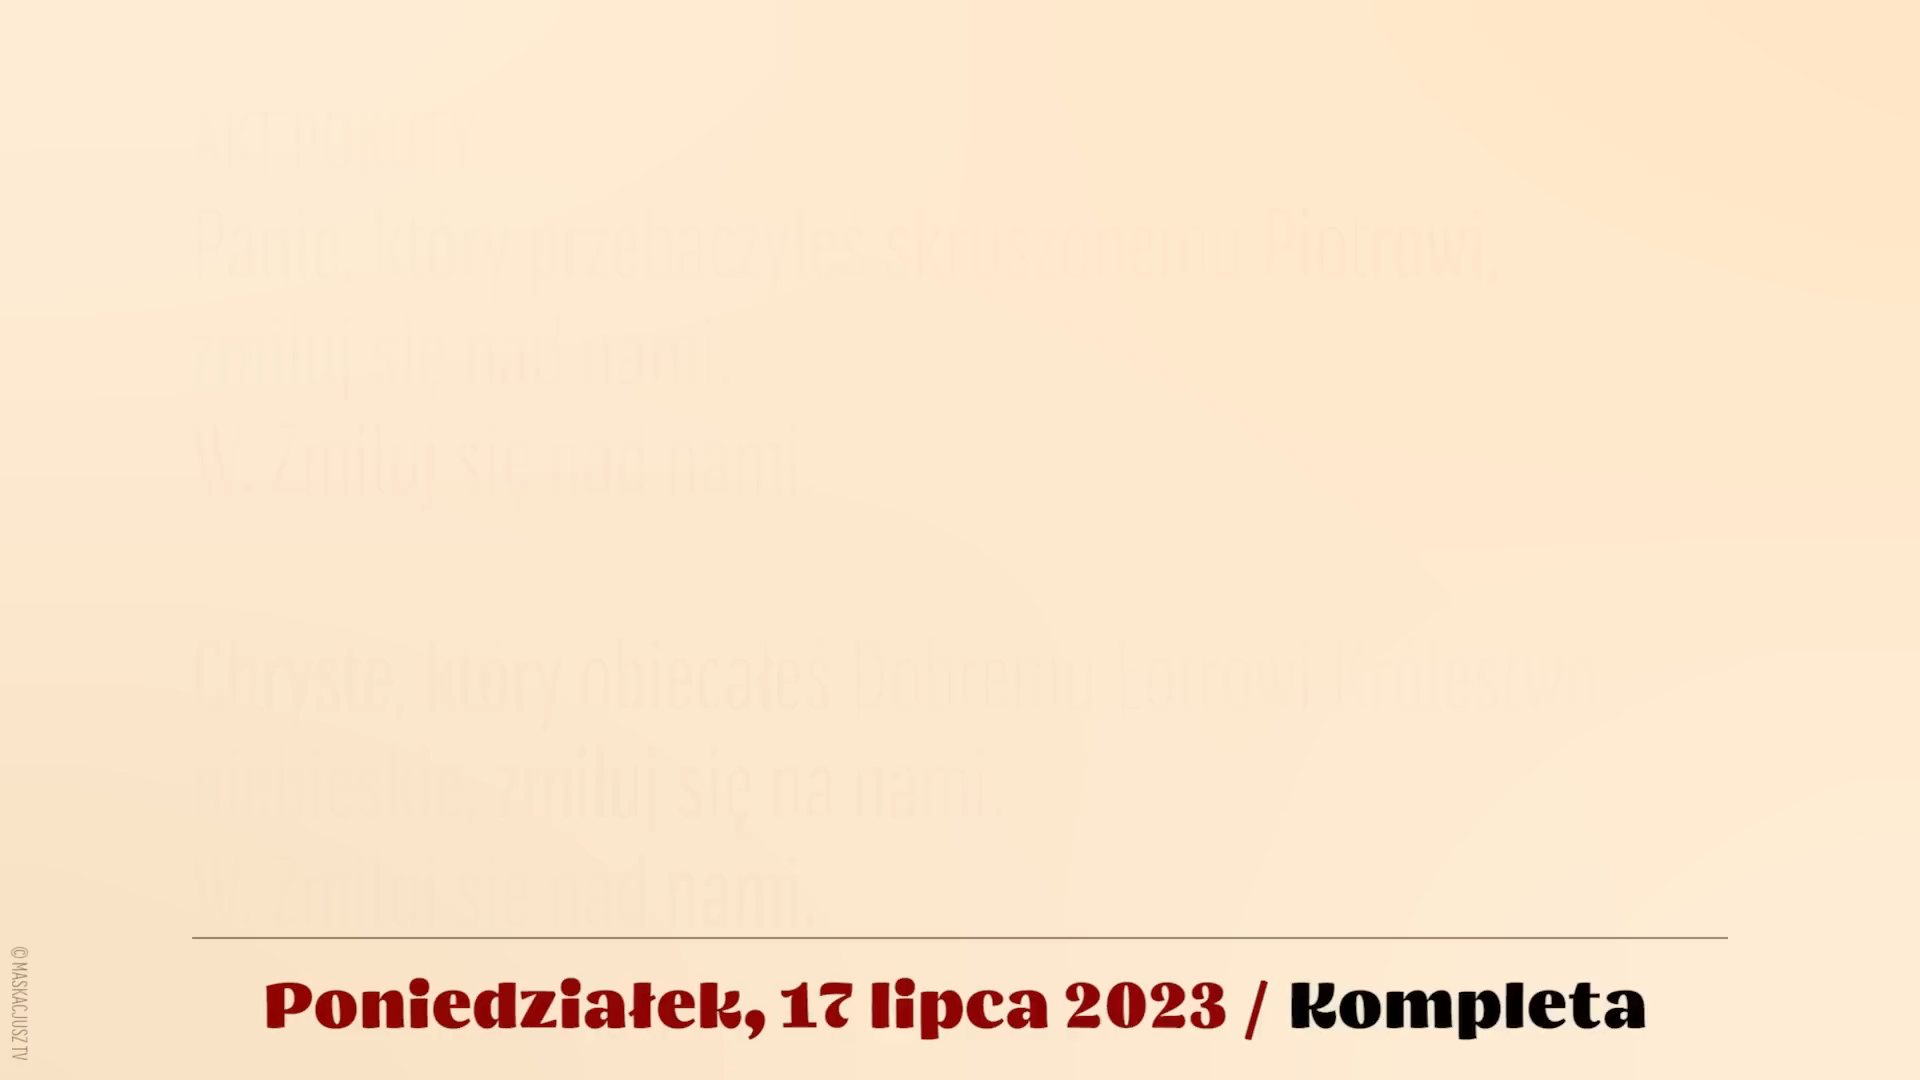 AKT POKUTY
Panie, który przebaczyłeś skruszonemu Piotrowi,
zmiłuj się nad nami.
W. Zmiłuj się nad nami.
Chryste, który obiecałeś Dobremu Łotrowi Królestwo
niebieskie, zmiłuj się na nami.
W. Zmiłuj się nad nami.
Poniedziałek, 17 lipca 2023 / Kompleta
© MASKACJUSZ TV